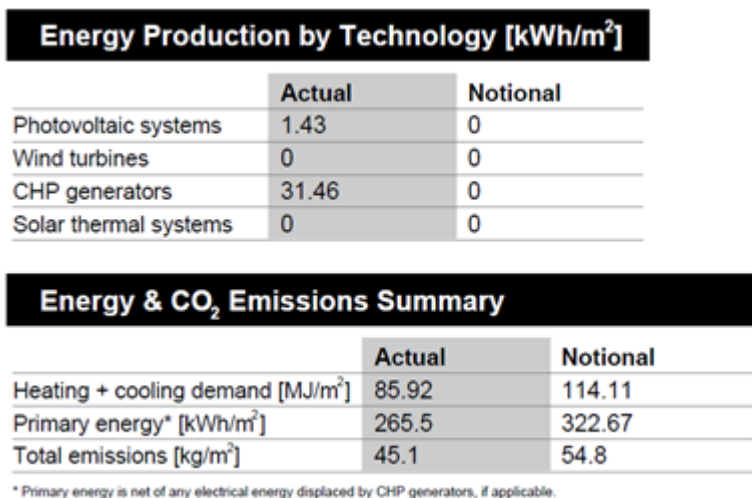 Energy Production by Technology [kWh/m²]
Actual Notional
Photovoltaic systems 1.43 0
Wind turbines 0 0
CHP generators 31.46 0
Solar thermal systems 0 0
Energy & CO₂ Emissions Summary
Actual Notional
Heating + cooling demand [MJ/m²] 85.92 114.11
Primary energy* [kWh/m²] 265.5 322.67
Total emissions [kg/m²] 45.1 54.8
* Primary energy is net of any electrical energy displaced by CHP generators, if applicable.